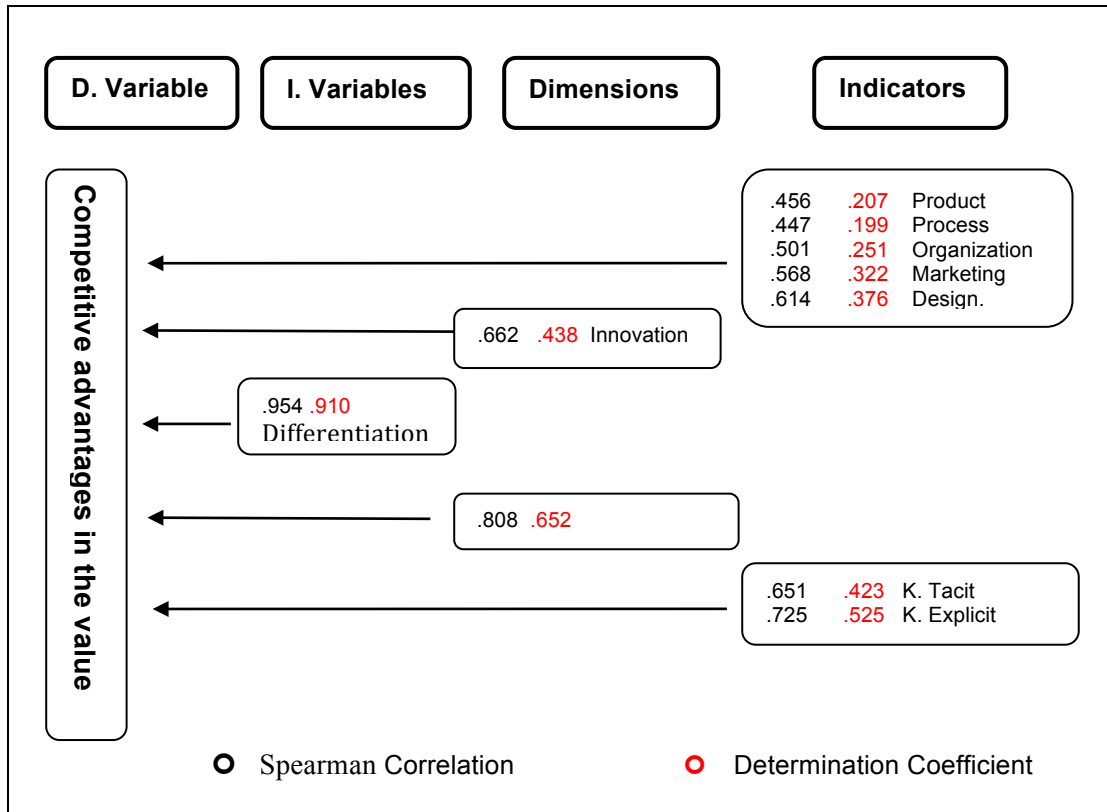 D. Variable I. Variables Dimensions Indicators
Competitive advantages in the value
.456 .207 Product
.447 .199 Process
.501 .251 Organization
.568 .322 Marketing
.614 .376 Design.
.662 .438 Innovation
.954 .910
Differentiation
.808 .652
.651 .423 K. Tacit
.725 .525 K. Explicit
Spearman Correlation Determination Coefficient